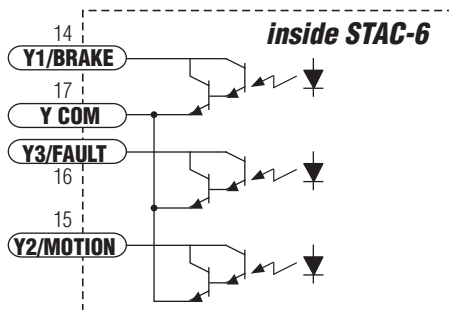 inside STAC-6
14
Y1/BRAKE
17
Y COM
Y3/FAULT
16
15
Y2/MOTION